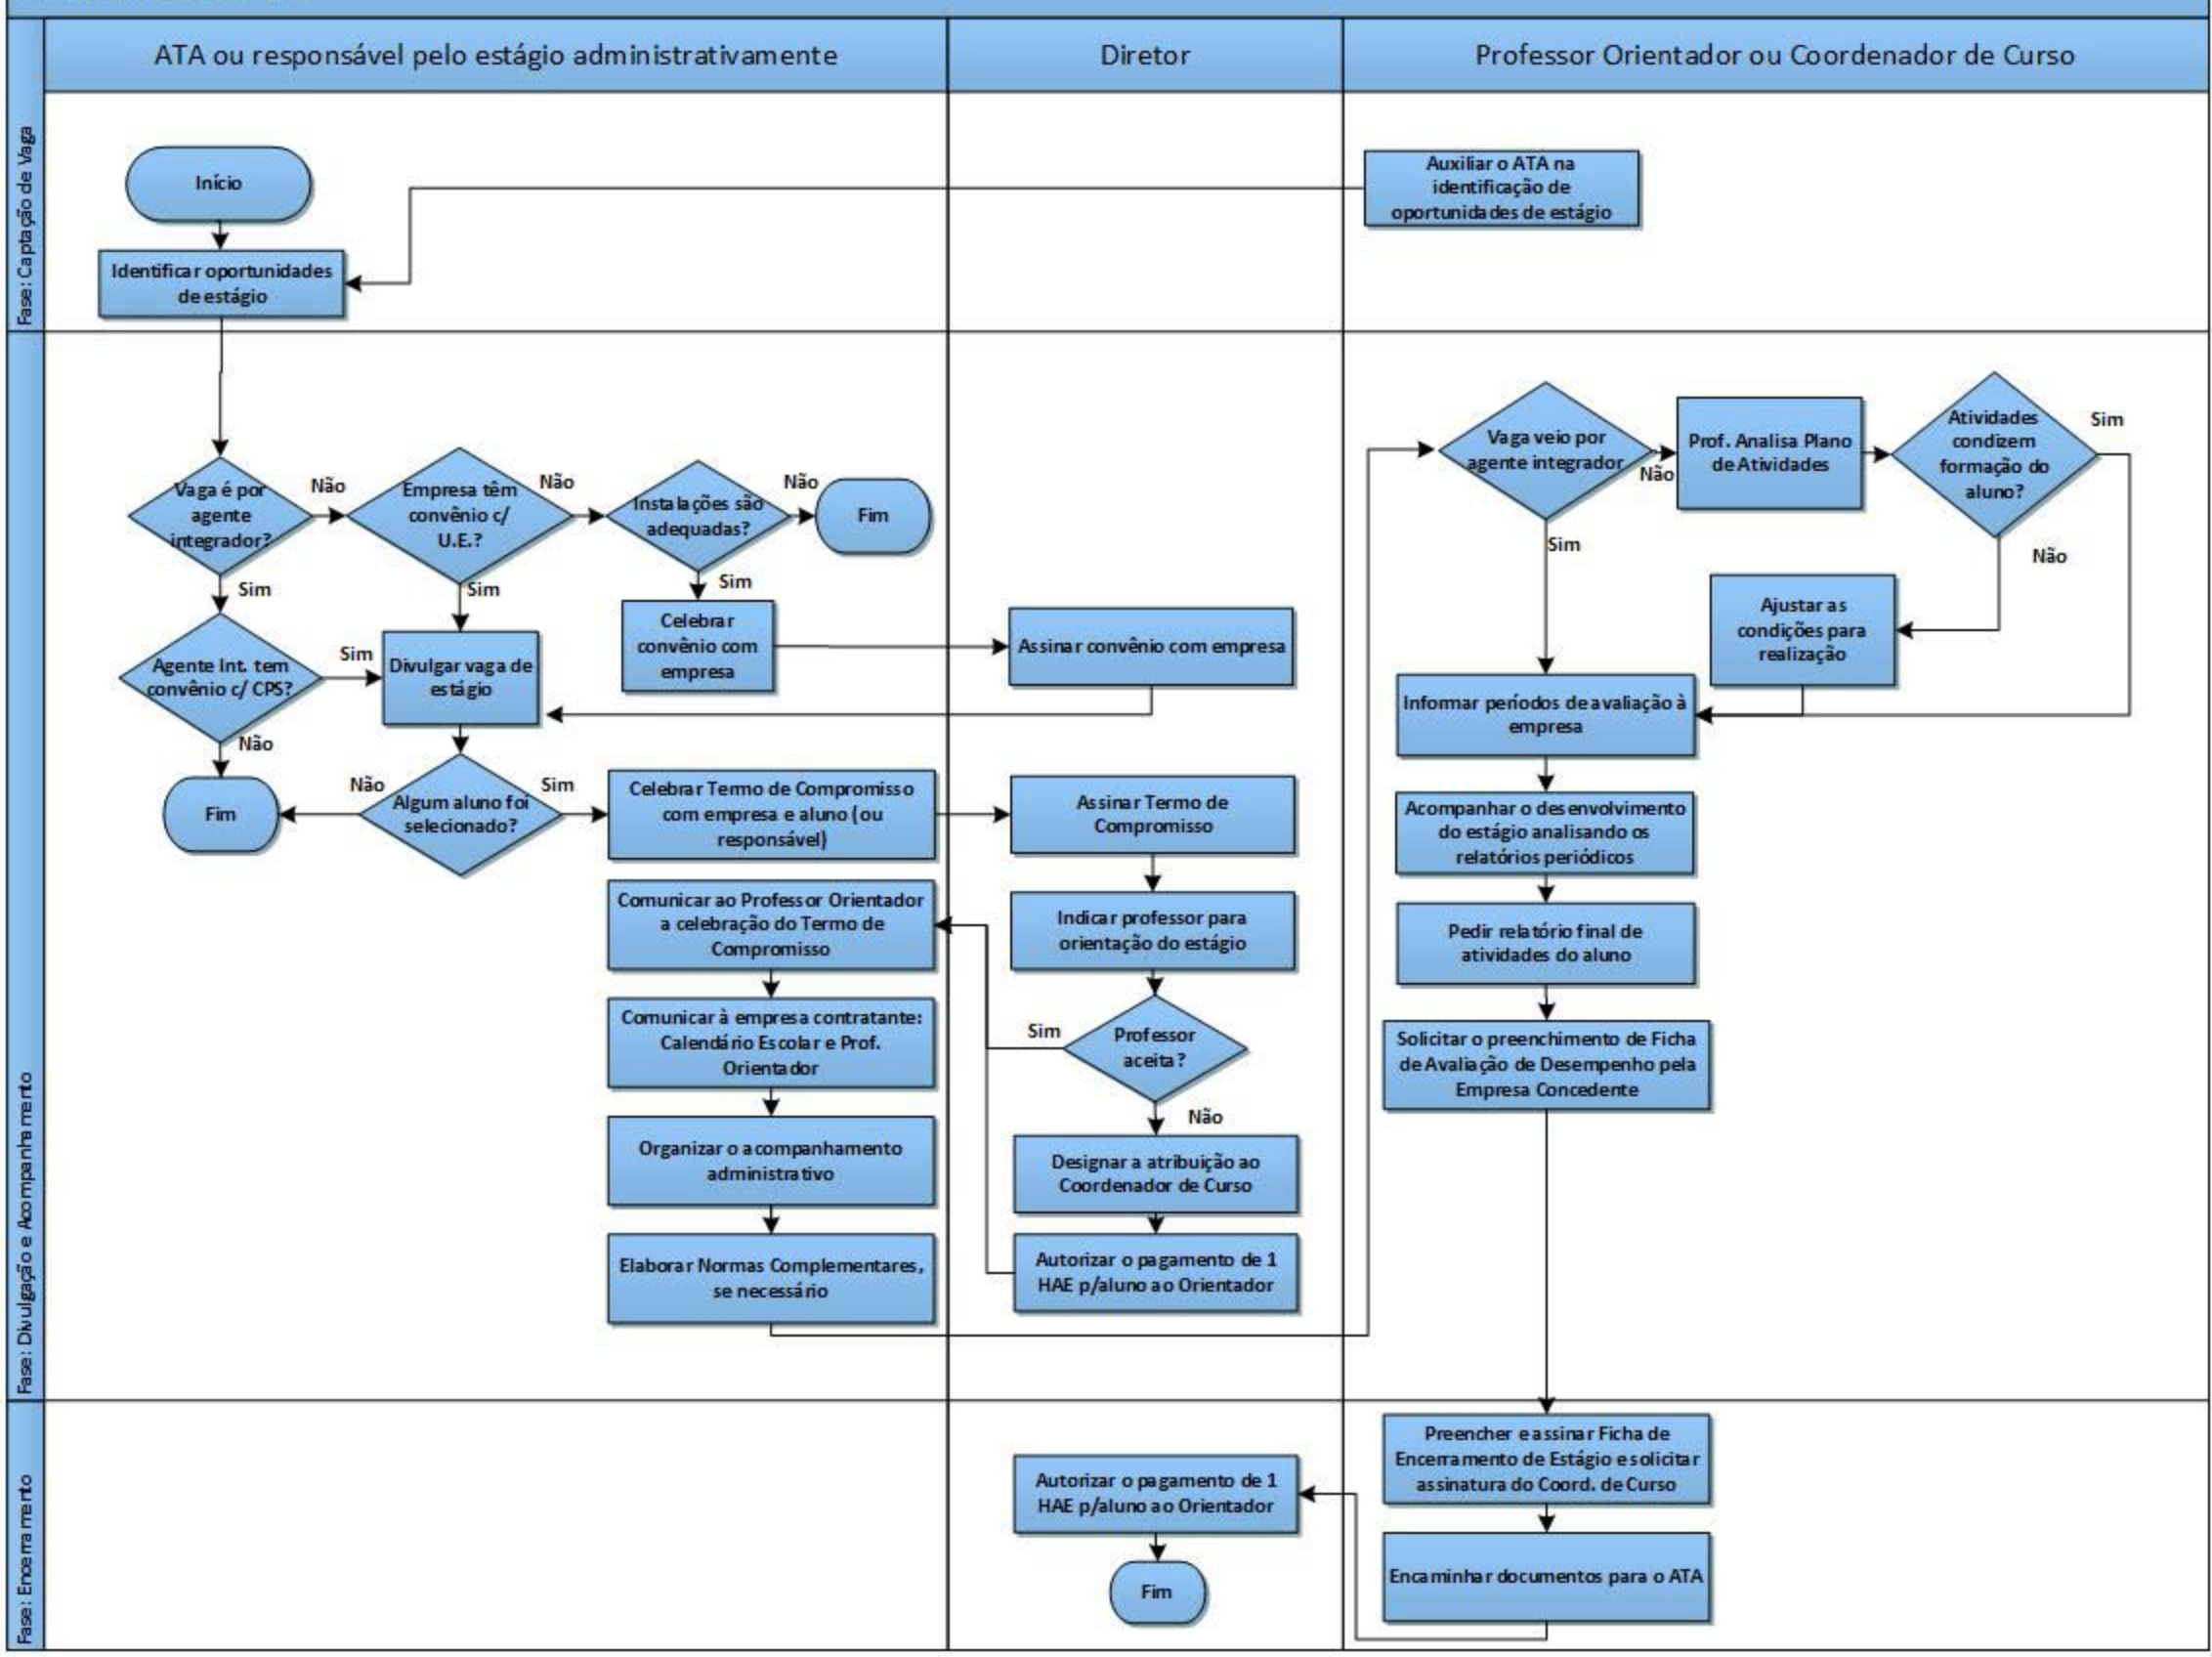 ATA ou responsável pelo estágio administrativamente
Diretor
Professor Orientador ou Coordenador de Curso
Fase: Captação de Vaga
Início
Identificar oportunidades
de estágio
Auxiliar o ATA na
identificação de
oportunidades de estágio
Fase: Divulgação e Acompanhamento
Vaga é por
agente
integrador?
Não
Sim
Empresa têm
convênio c/
U.E.?
Não
Sim
Instalações são
adequadas?
Não
Sim
Fim
Agente Int. tem
convênio c/ CPS?
Sim
Não
Divulgar vaga de
estágio
Celebrar
convênio com
empresa
Assinar convênio com empresa
Fim
Não
Algum aluno foi
selecionado?
Sim
Celebrar Termo de Compromisso
com empresa e aluno (ou
responsável)
Assinar Termo de
Compromisso
Indicar professor para
orientação do estágio
Professor
aceita?
Sim
Não
Designar a atribuição ao
Coordenador de Curso
Autorizar o pagamento de 1
HAE p/aluno ao Orientador
Comunicar ao Professor Orientador
a celebração do Termo de
Compromisso
Comunicar à empresa contratante:
Calendário Escolar e Prof.
Orientador
Organizar o acompanhamento
administrativo
Elaborar Normas Complementares,
se necessário
Vaga veio por
agente integrador
Não
Sim
Prof. Analisa Plano
de Atividades
Atividades
condizem
formação do
aluno?
Sim
Não
Ajustar as
condições para
realização
Informar períodos de avaliação à
empresa
Acompanhar o desenvolvimento
do estágio analisando os
relatórios periódicos
Pedir relatório final de
atividades do aluno
Solicitar o preenchimento de Ficha
de Avaliação de Desempenho pela
Empresa Concedente
Fase: Encerramento
Preencher e assinar Ficha de
Encerramento de Estágio e solicitar
assinatura do Coord. de Curso
Encaminhar documentos para o ATA
Autorizar o pagamento de 1
HAE p/aluno ao Orientador
Fim